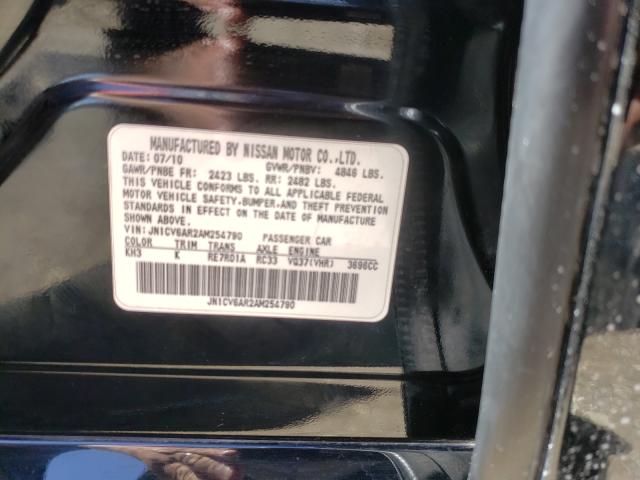 MANUFACTURED BY NISSAN MOTOR CO.,LTD.
DATE: 07/10 GVWR/PNBV: 4846 LBS.
GAWR/PNBE FR: 2423 LBS. RR: 2482 LBS.
THIS VEHICLE CONFORMS TO ALL APPLICABLE FEDERAL
MOTOR VEHICLE SAFETY,BUMPER,AND THEFT PREVENTION
STANDARDS IN EFFECT ON THE DATE OF MANUFACTURE
SHOWN ABOVE.
VIN: JN1CV6AR2AM254790 PASSENGER CAR
COLOR TRIM TRANS AXLE ENGINE
KH3 K RE7R01A RC33 VQ37(VHR) 3696CC
JN1CV6AR2AM254790